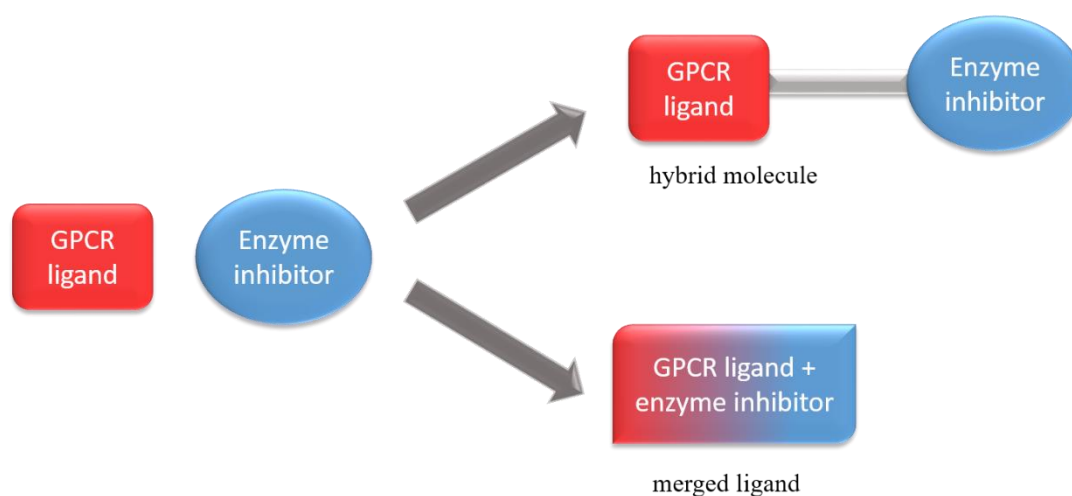 GPCR
ligand
Enzyme
inhibitor
GPCR
ligand
Enzyme
inhibitor
hybrid molecule
GPCR ligand +
enzyme inhibitor
merged ligand